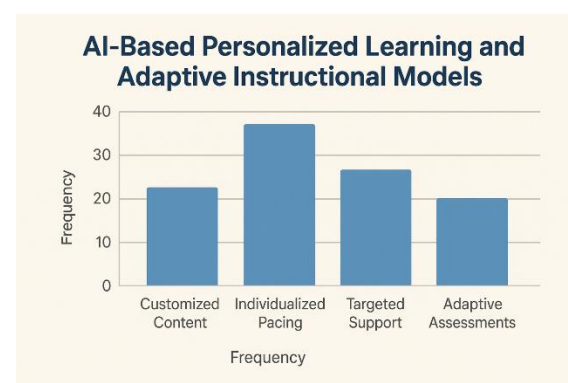 AI-Based Personalized Learning and
Adaptive Instructional Models
40
30
20
10
0
Frequency
Customized
Content
Individualized
Pacing
Targeted
Support
Adaptive
Assessments
Frequency